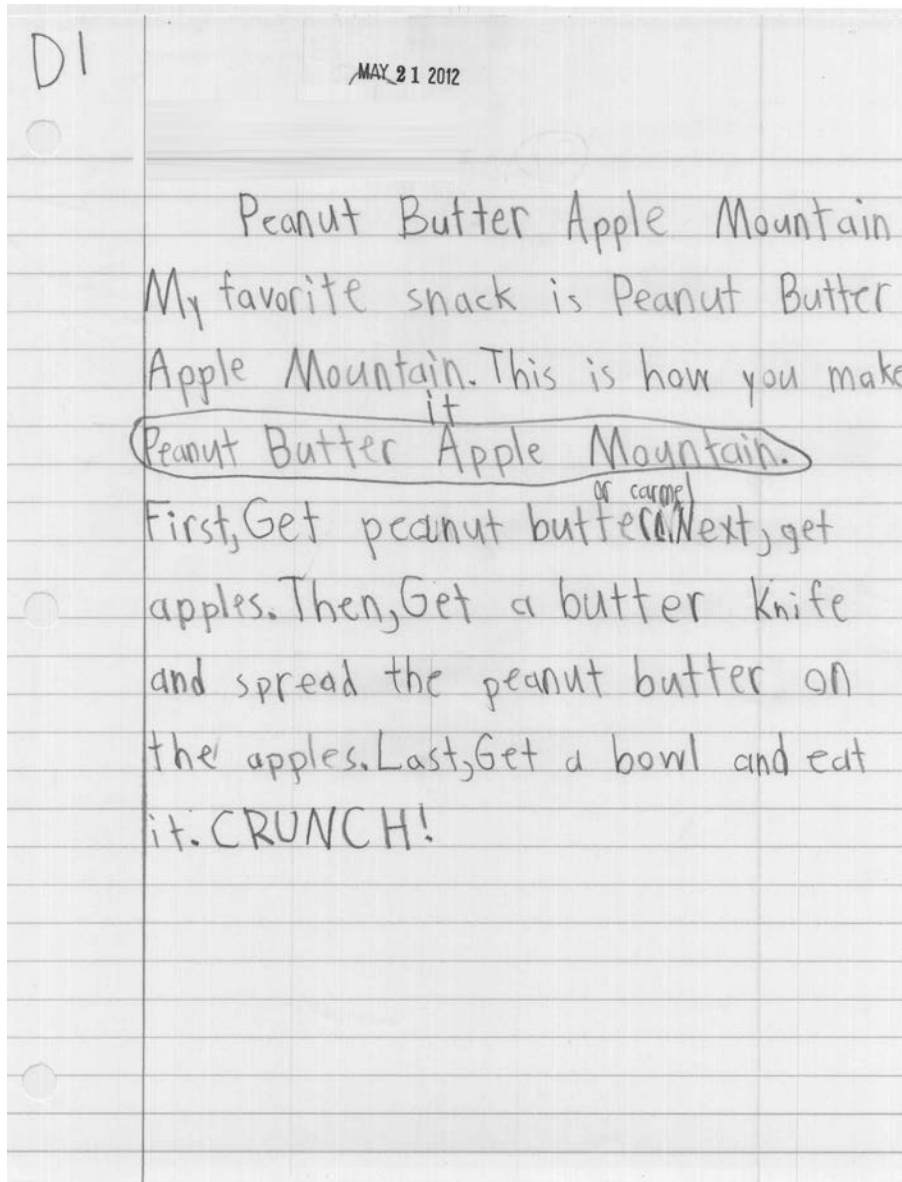 D1
MAY 21 2012
Peanut Butter Apple Mountain
My favorite snack is Peanut Butter
Apple Mountain. This is how you make
it
Peanut Butter Apple Mountain.
or carmel
First, Get peanut butter. Next, get
apples. Then, Get a butter knife
and spread the peanut butter on
the apples. Last, Get a bowl and eat
it. CRUNCH!